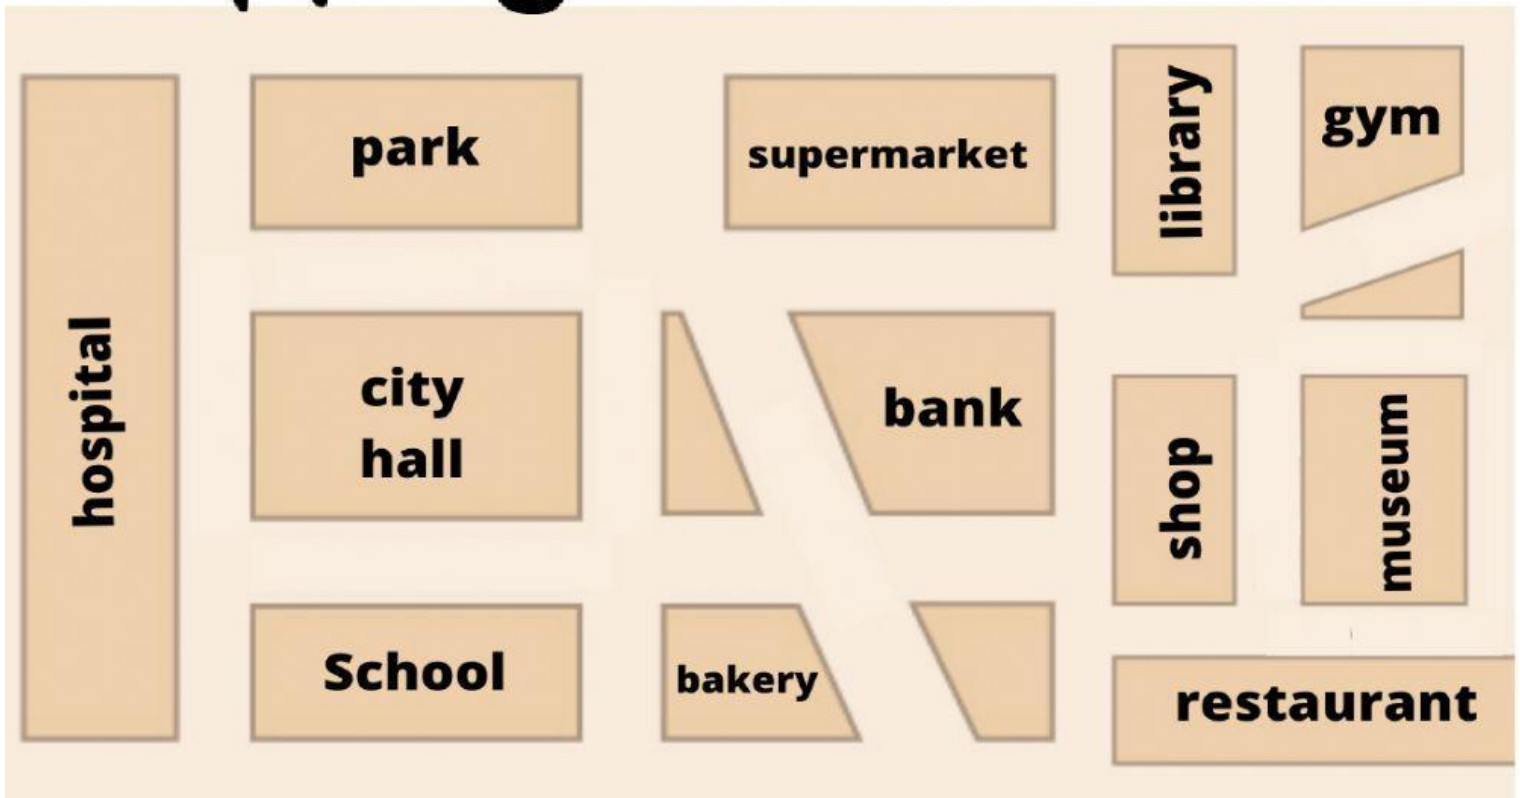 park
supermarket
library
gym
hospital
city
hall
bank
shop
museum
School
bakery
restaurant